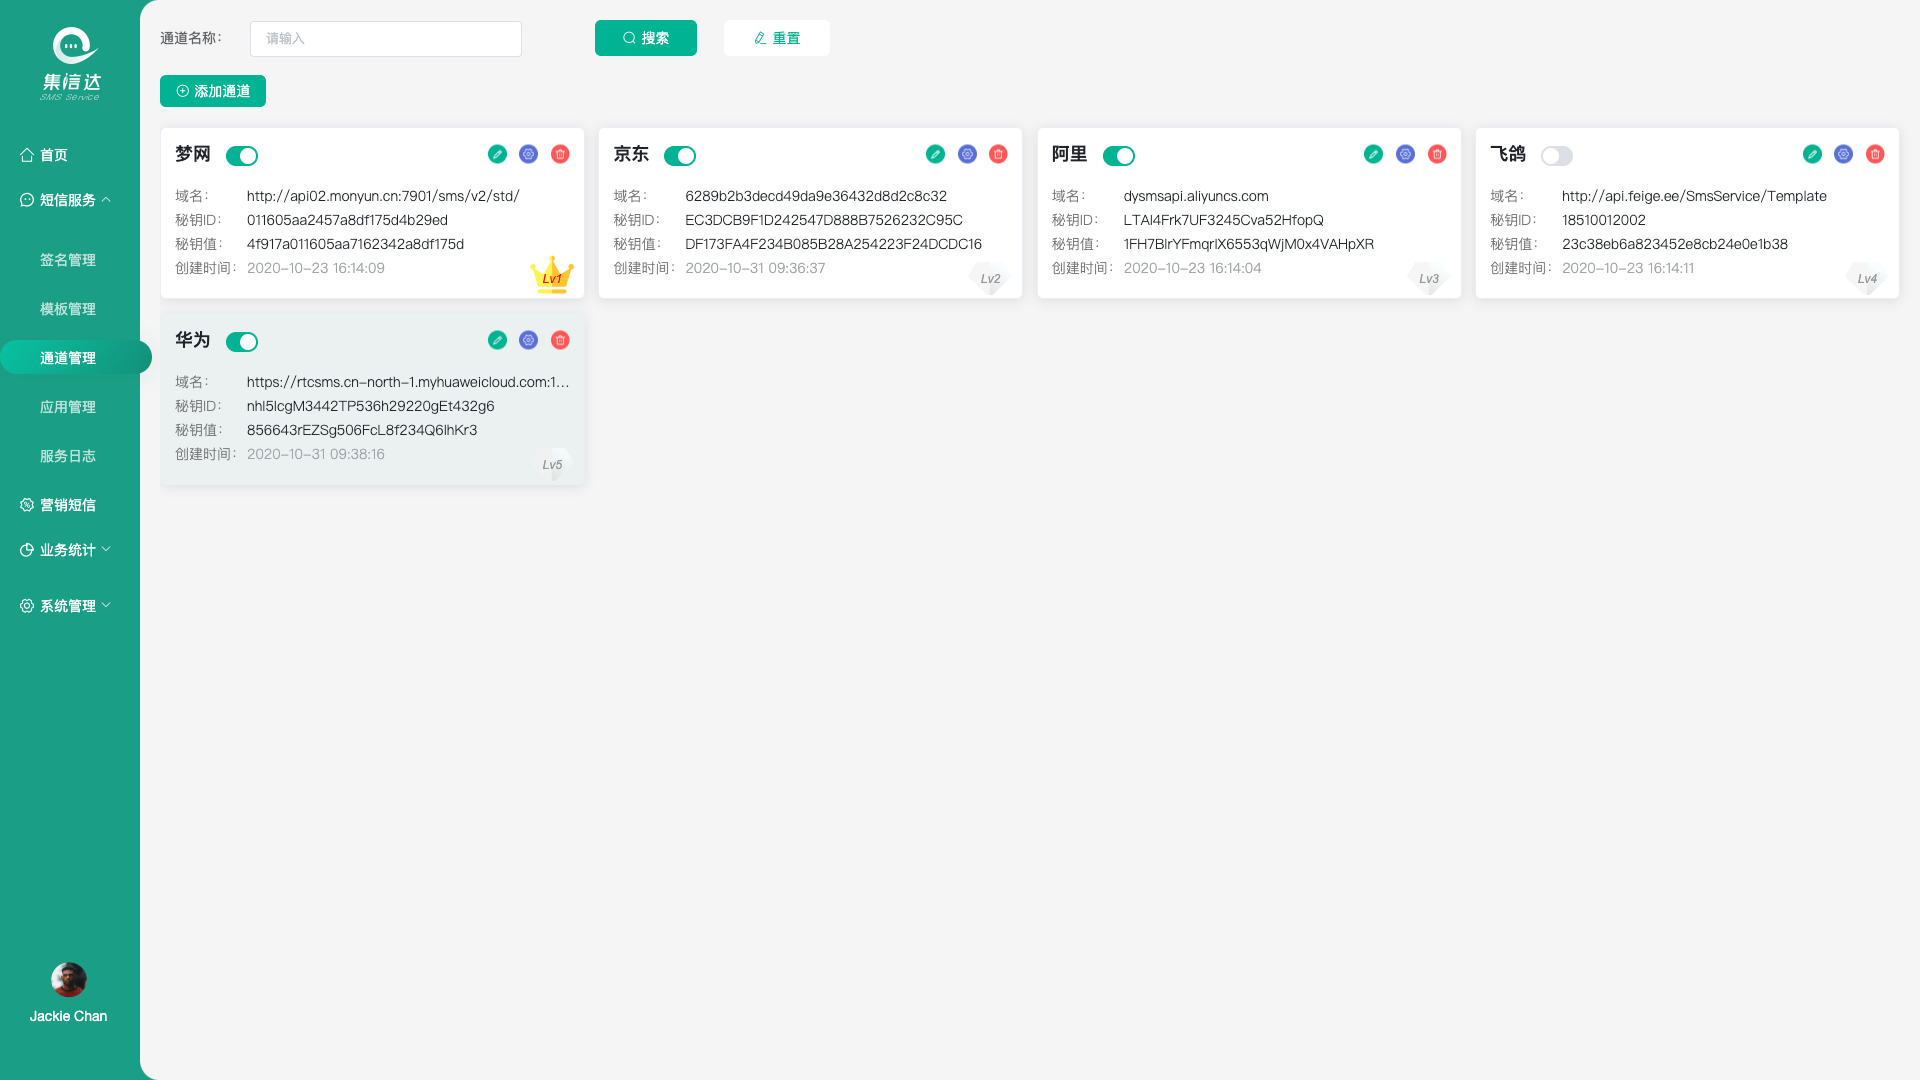 集信达
SMS Service
首页
短信服务
签名管理
模板管理
通道管理
应用管理
服务日志
营销短信
业务统计
系统管理
Jackie Chan
通道名称：
请输入
搜索
重置
添加通道
梦网
域名： http://api02.monyun.cn:7901/sms/v2/std/
秘钥ID： 011605aa2457a8df175d4b29ed
秘钥值： 4f917a011605aa7162342a8df175d
创建时间： 2020-10-23 16:14:09
Lv1
京东
域名： 6289b2b3decd49da9e36432d8d2c8c32
秘钥ID： EC3DCB9F1D242547D888B7526232C95C
秘钥值： DF173FA4F234B085B28A254223F24DCDC16
创建时间： 2020-10-31 09:36:37
Lv2
阿里
域名： dysmsapi.aliyuncs.com
秘钥ID： LTAI4Frk7UF3245Cva52HfopQ
秘钥值： 1FH7BlrYFmqrIX6553qWjM0x4VAHpXR
创建时间： 2020-10-23 16:14:04
Lv3
飞鸽
域名： http://api.feige.ee/SmsService/Template
秘钥ID： 18510012002
秘钥值： 23c38eb6a823452e8cb24e0e1b38
创建时间： 2020-10-23 16:14:11
Lv4
华为
域名： https://rtcsms.cn-north-1.myhuaweicloud.com:1...
秘钥ID： nhI5IcgM3442TP536h29220gEt432g6
秘钥值： 856643rEZSg506FcL8f234Q6IhKr3
创建时间： 2020-10-31 09:38:16
Lv5